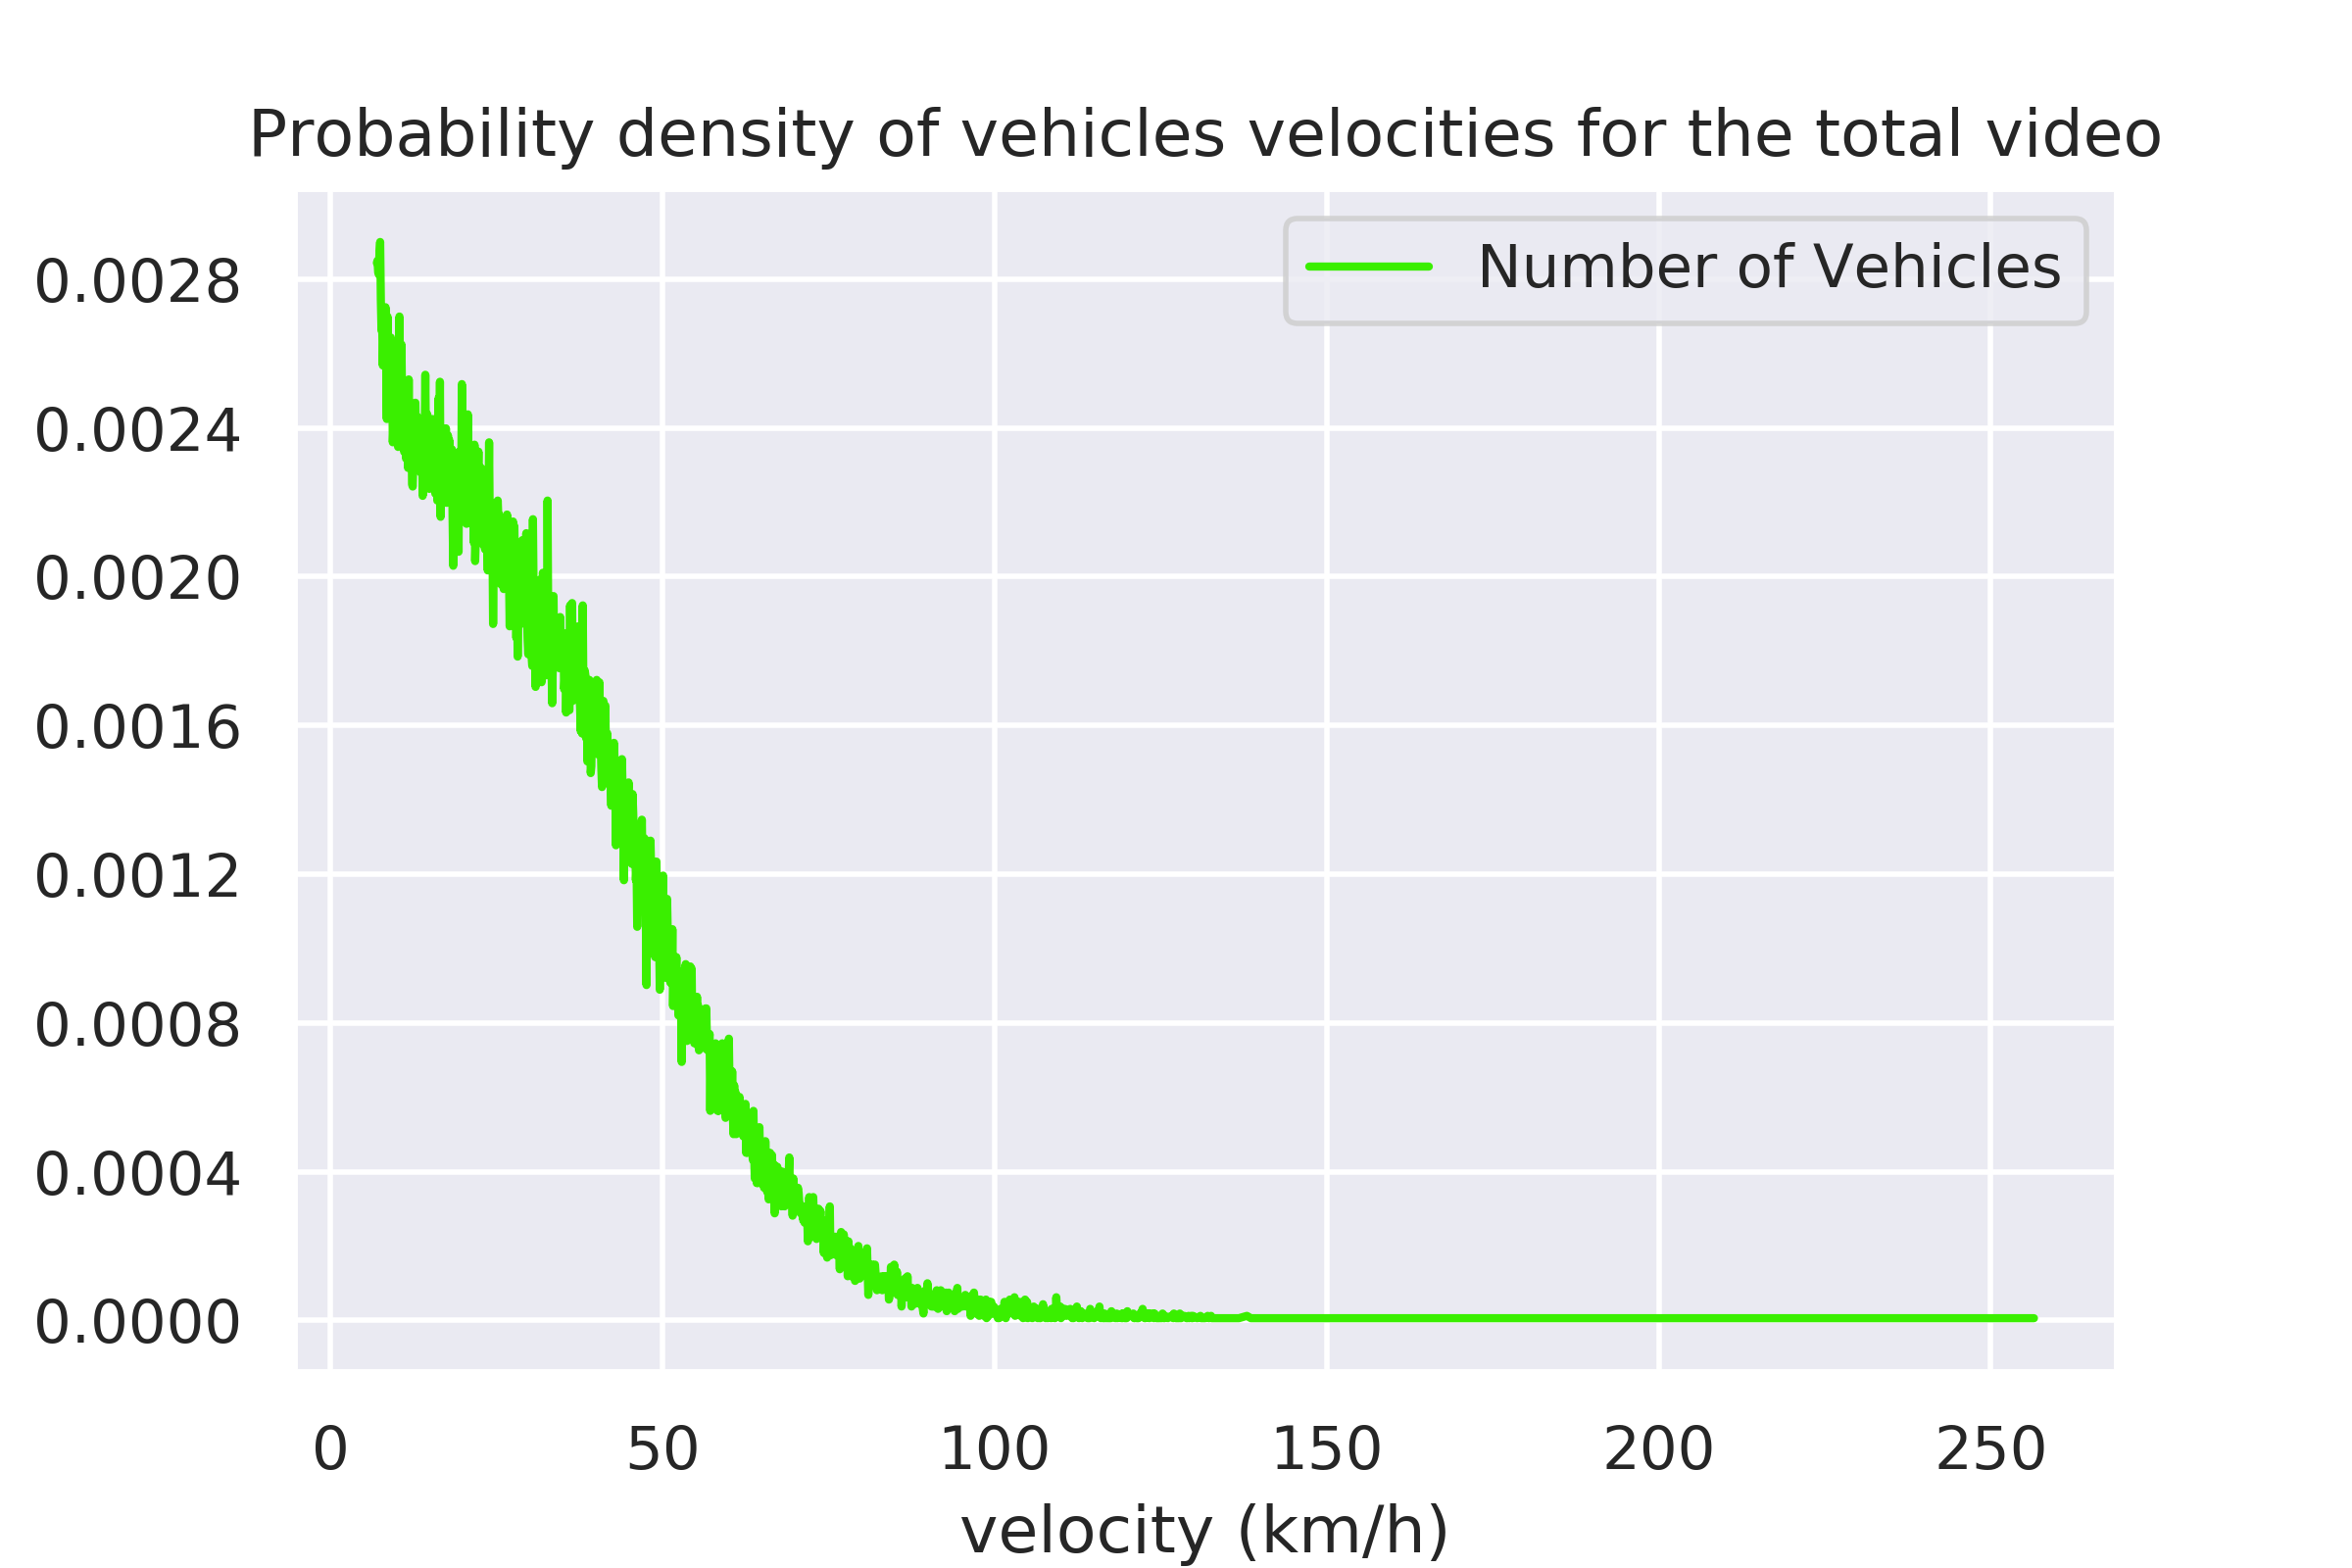 Probability density of vehicles velocities for the total video
Number of Vehicles
0.0028
0.0024
0.0020
0.0016
0.0012
0.0008
0.0004
0.0000
0 50 100 150 200 250
velocity (km/h)